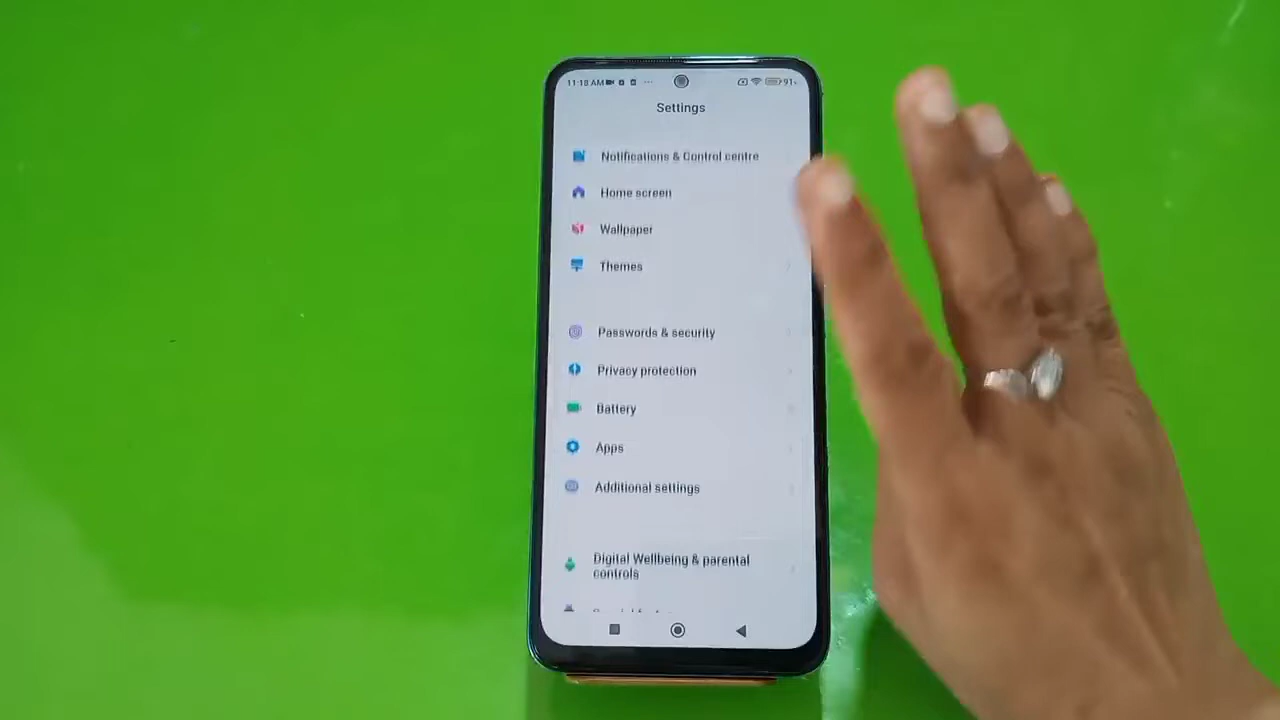 11:18 AM
91
Settings
Notifications & Control centre
Home screen
Wallpaper
Themes
Passwords & security
Privacy protection
Battery
Apps
Additional settings
Digital Wellbeing & parental
controls